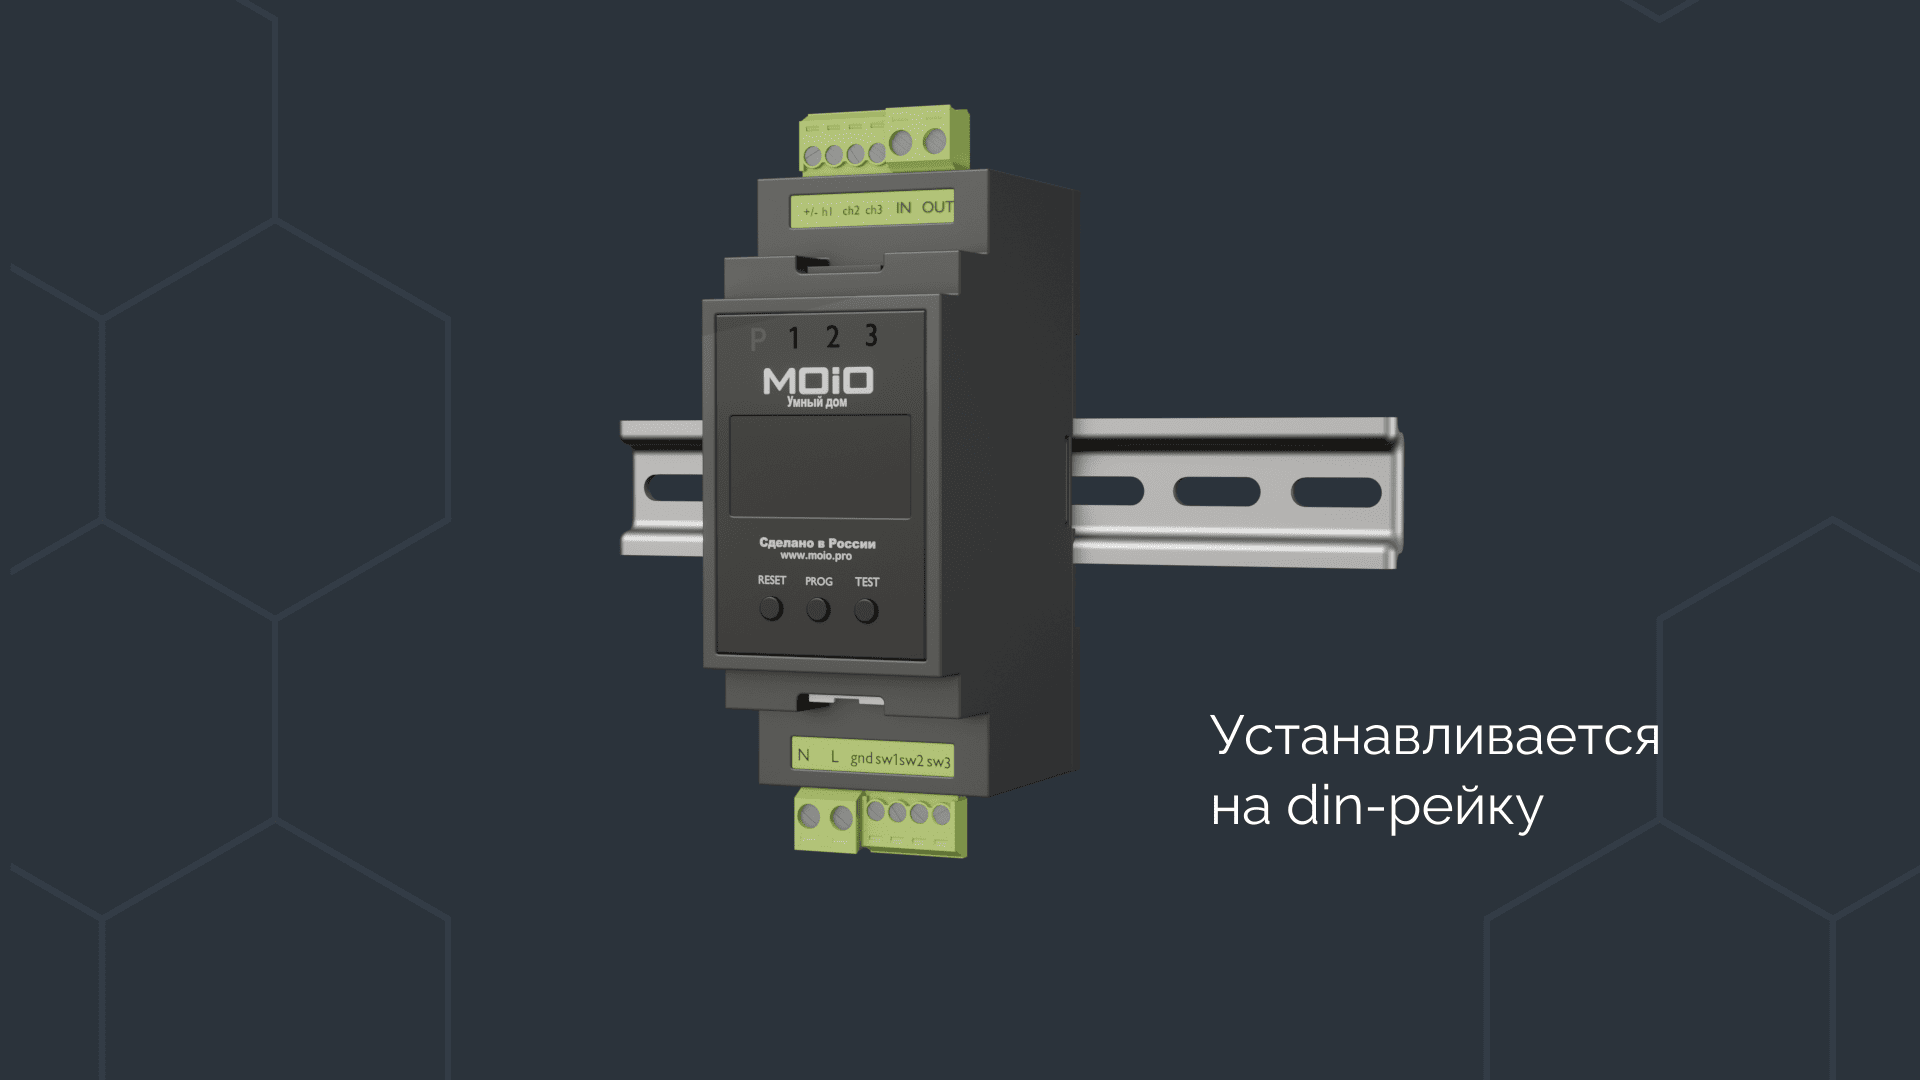 +/- h1 ch2 ch3 IN OUT
P 1 2 3
MOiO
Умный дом
Сделано в России
www.moio.pro
RESET PROG TEST
N L gnd sw1 sw2 sw3
Устанавливается
на din-рейку